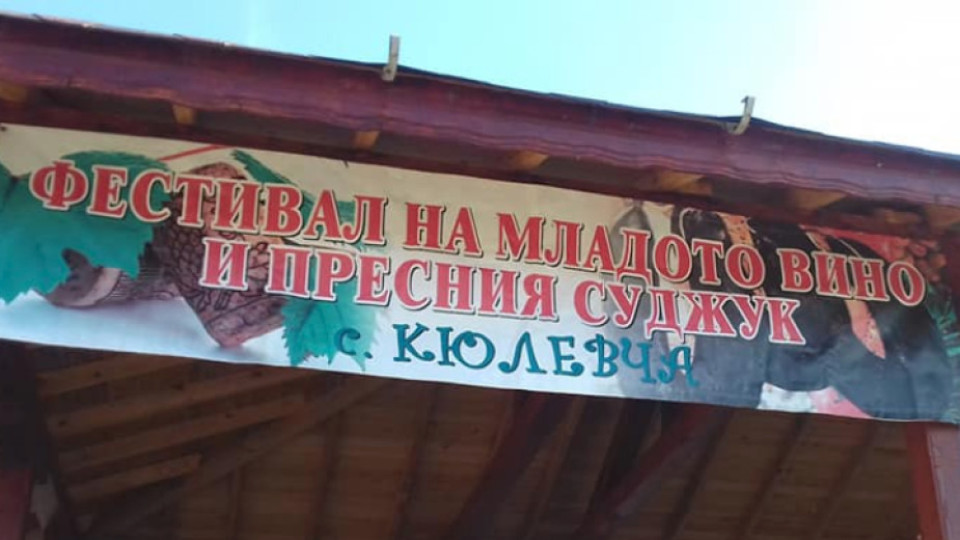 ФЕСТИВАЛ НА МЛАДОТО ВИНО
И ПРЕСНИЯ СУДЖУК
с. КЮЛЕВЧА